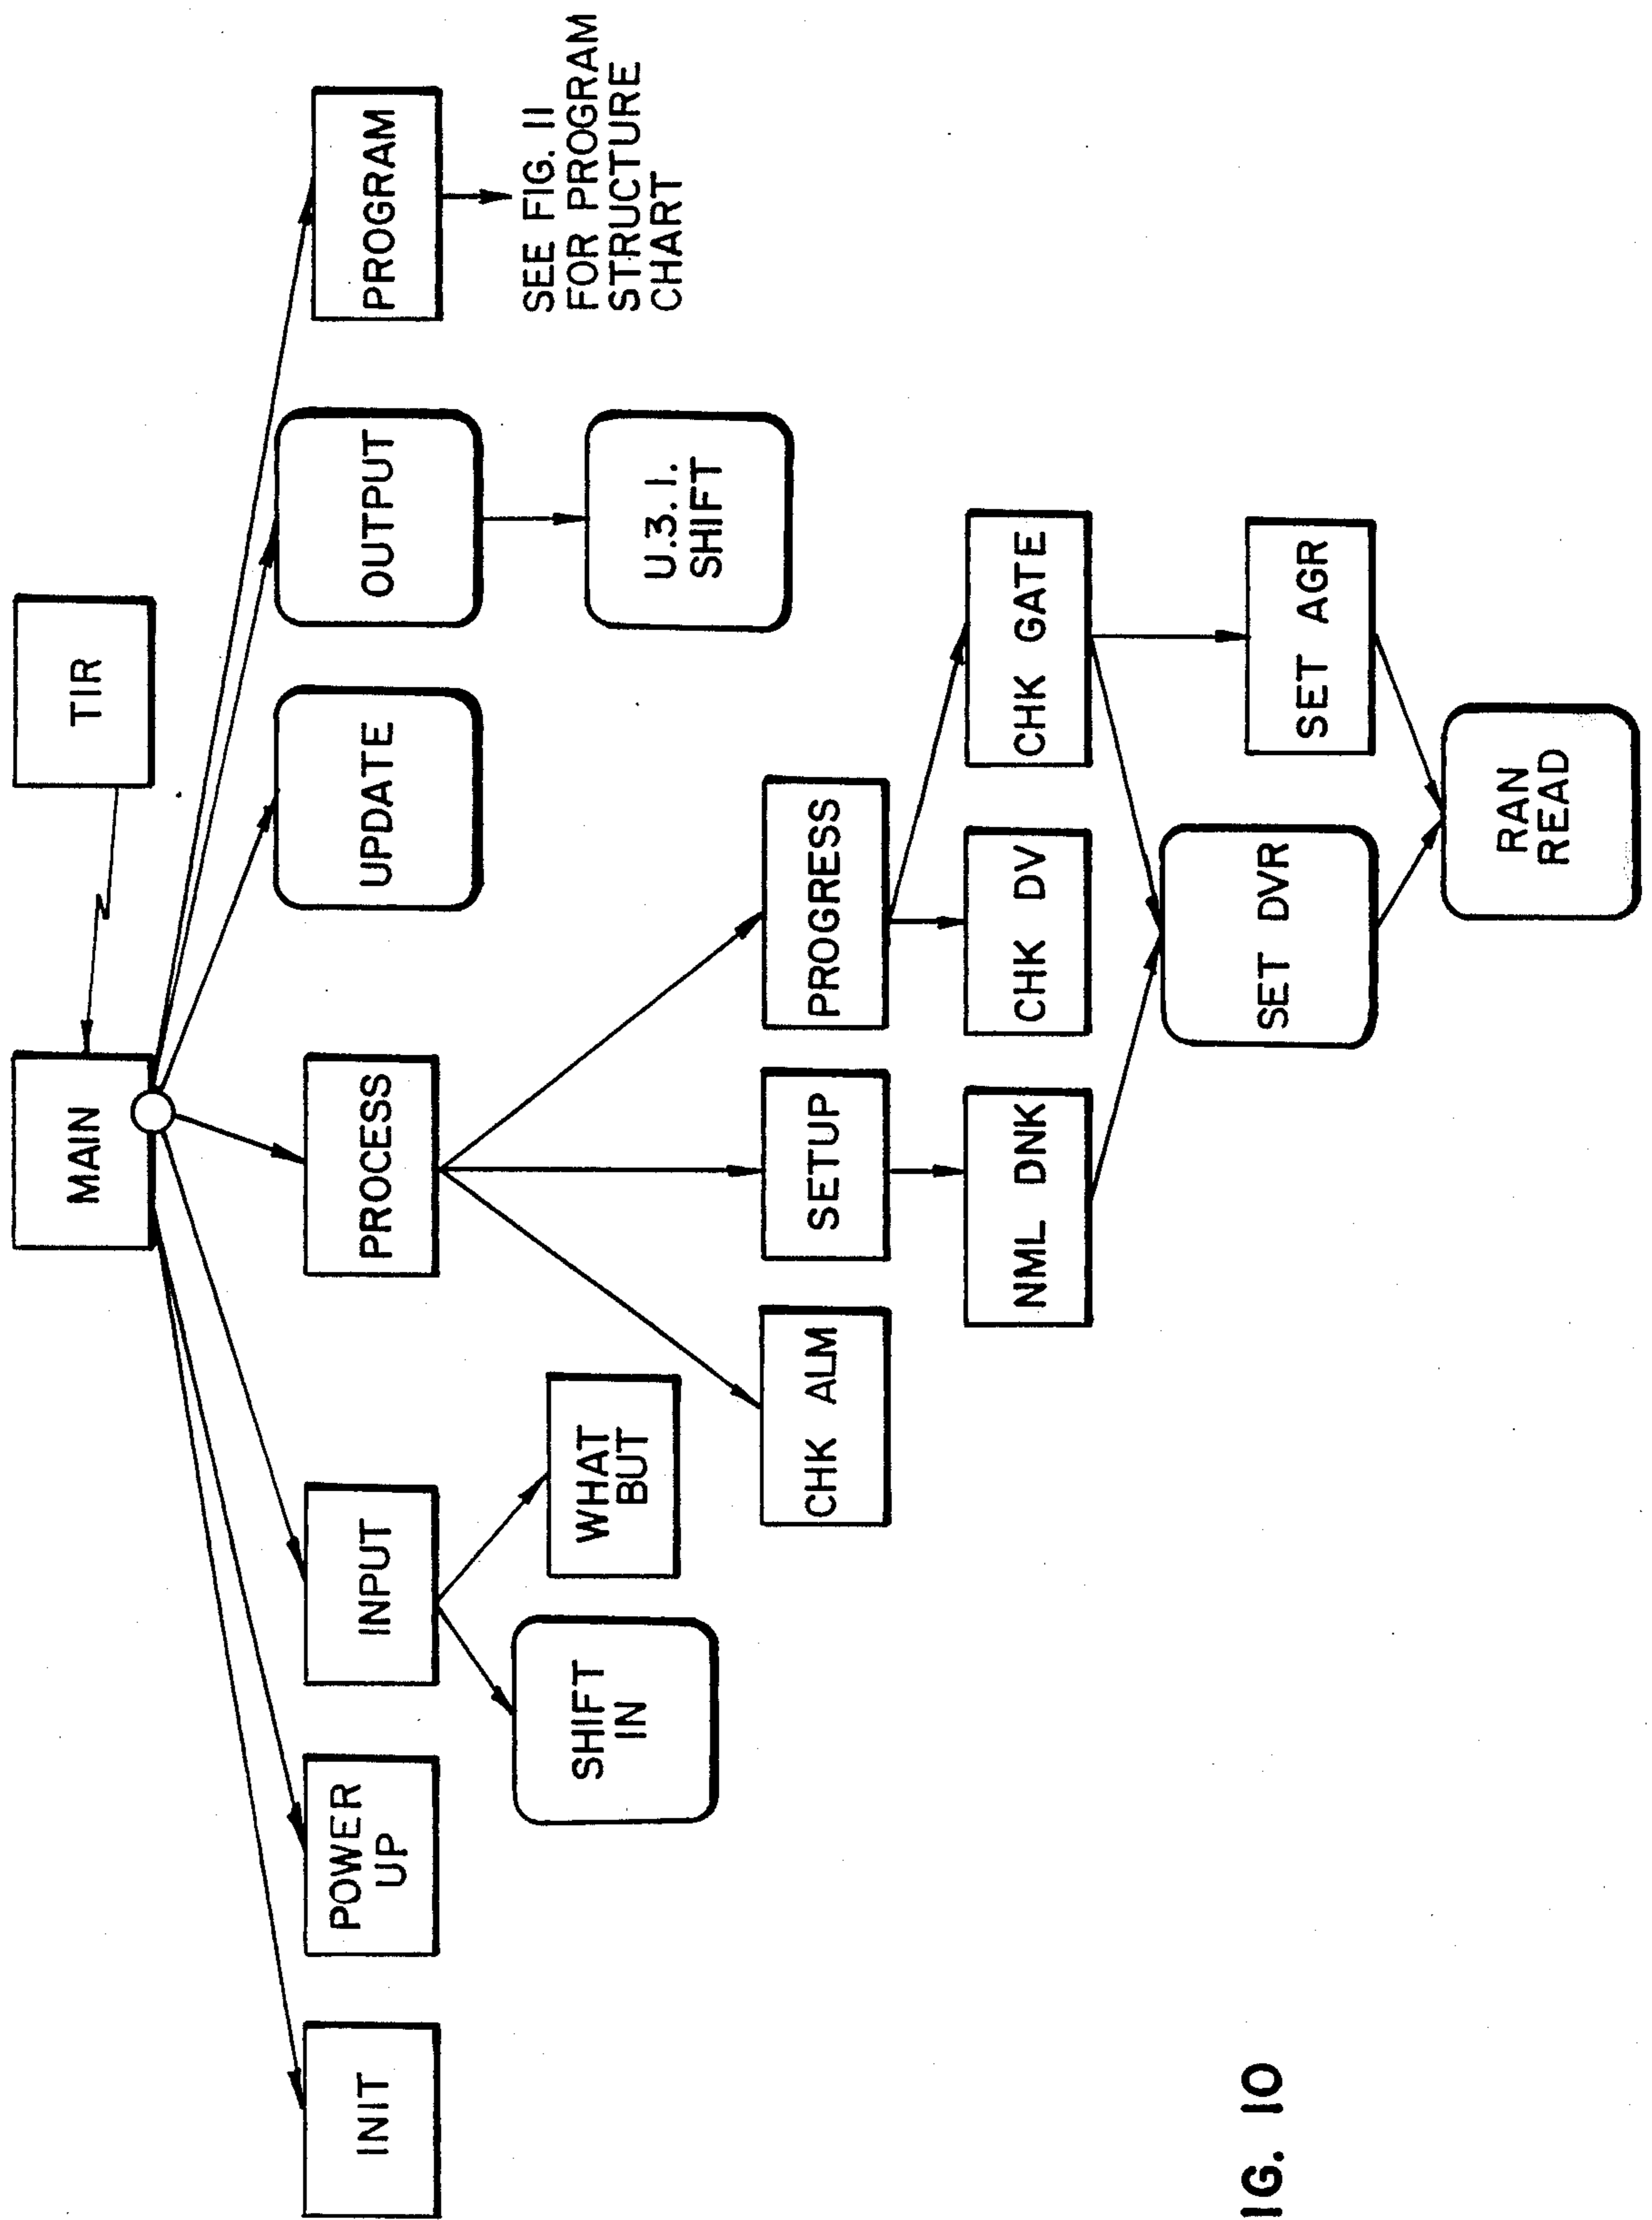 MAIN
TIR
INIT
POWER
UP
INPUT
PROCESS
UPDATE
OUTPUT
PROGRAM
SHIFT
IN
WHAT
BUT
U.3.1.
SHIFT
SEE FIG. 11
FOR PROGRAM
STRUCTURE
CHART
CHK ALM
SETUP
PROGRESS
NML DNK
CHK DV
CHK GATE
SET DVR
SET AGR
RAN
READ
IG. 10